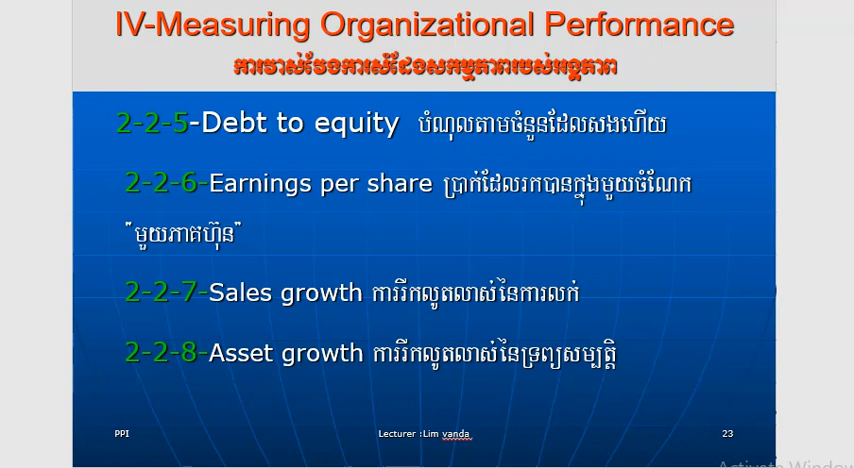 IV-Measuring Organizational Performance
ការវាស់វែងការសំដែងសកម្មភាពរបស់អង្គភាព
2-2-5-Debt to equity បំណុលតាមចំនួនដែលសងហើយ
2-2-6-Earnings per share ប្រាក់ដែលរកបានក្នុងមួយចំណែក
"មួយភាគហ៊ុន"
2-2-7-Sales growth ការរីកលូតលាស់នៃការលក់
2-2-8-Asset growth ការរីកលូតលាស់នៃទ្រព្យសម្បត្តិ
PPI Lecturer :Lim vanda 23